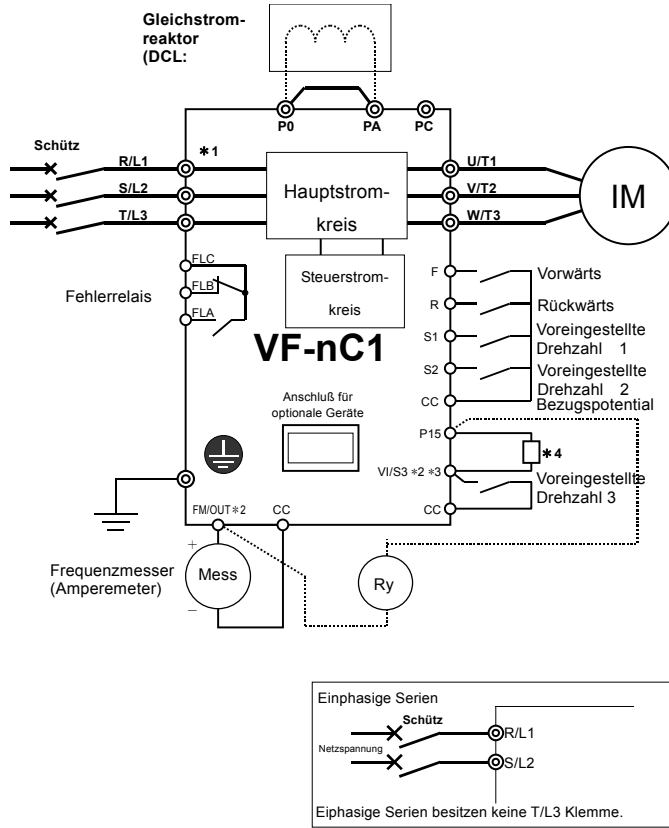 Gleichstrom-
reaktor
(DCL:
P0
PA
PC
Schütz
R/L1
∗1
U/T1
S/L2
V/T2
T/L3
W/T3
Hauptstrom-
kreis
IM
FLC
FLB
FLA
Fehlerrelais
Steuerstrom-
kreis
F
Vorwärts
R
Rückwärts
VF-nC1
S1
Voreingestellte
Drehzahl 1
S2
Voreingestellte
Drehzahl 2
CC
Bezugspotential
Anschluß für
optionale Geräte
P15
∗4
VI/S3 ∗2 ∗3
Voreingestellte
Drehzahl 3
CC
FM/OUT∗2
CC
+
Frequenzmesser
(Amperemeter)
Mess
−
Ry
Einphasige Serien
Schütz
R/L1
Netzspannung
S/L2
Eiphasige Serien besitzen keine T/L3 Klemme.